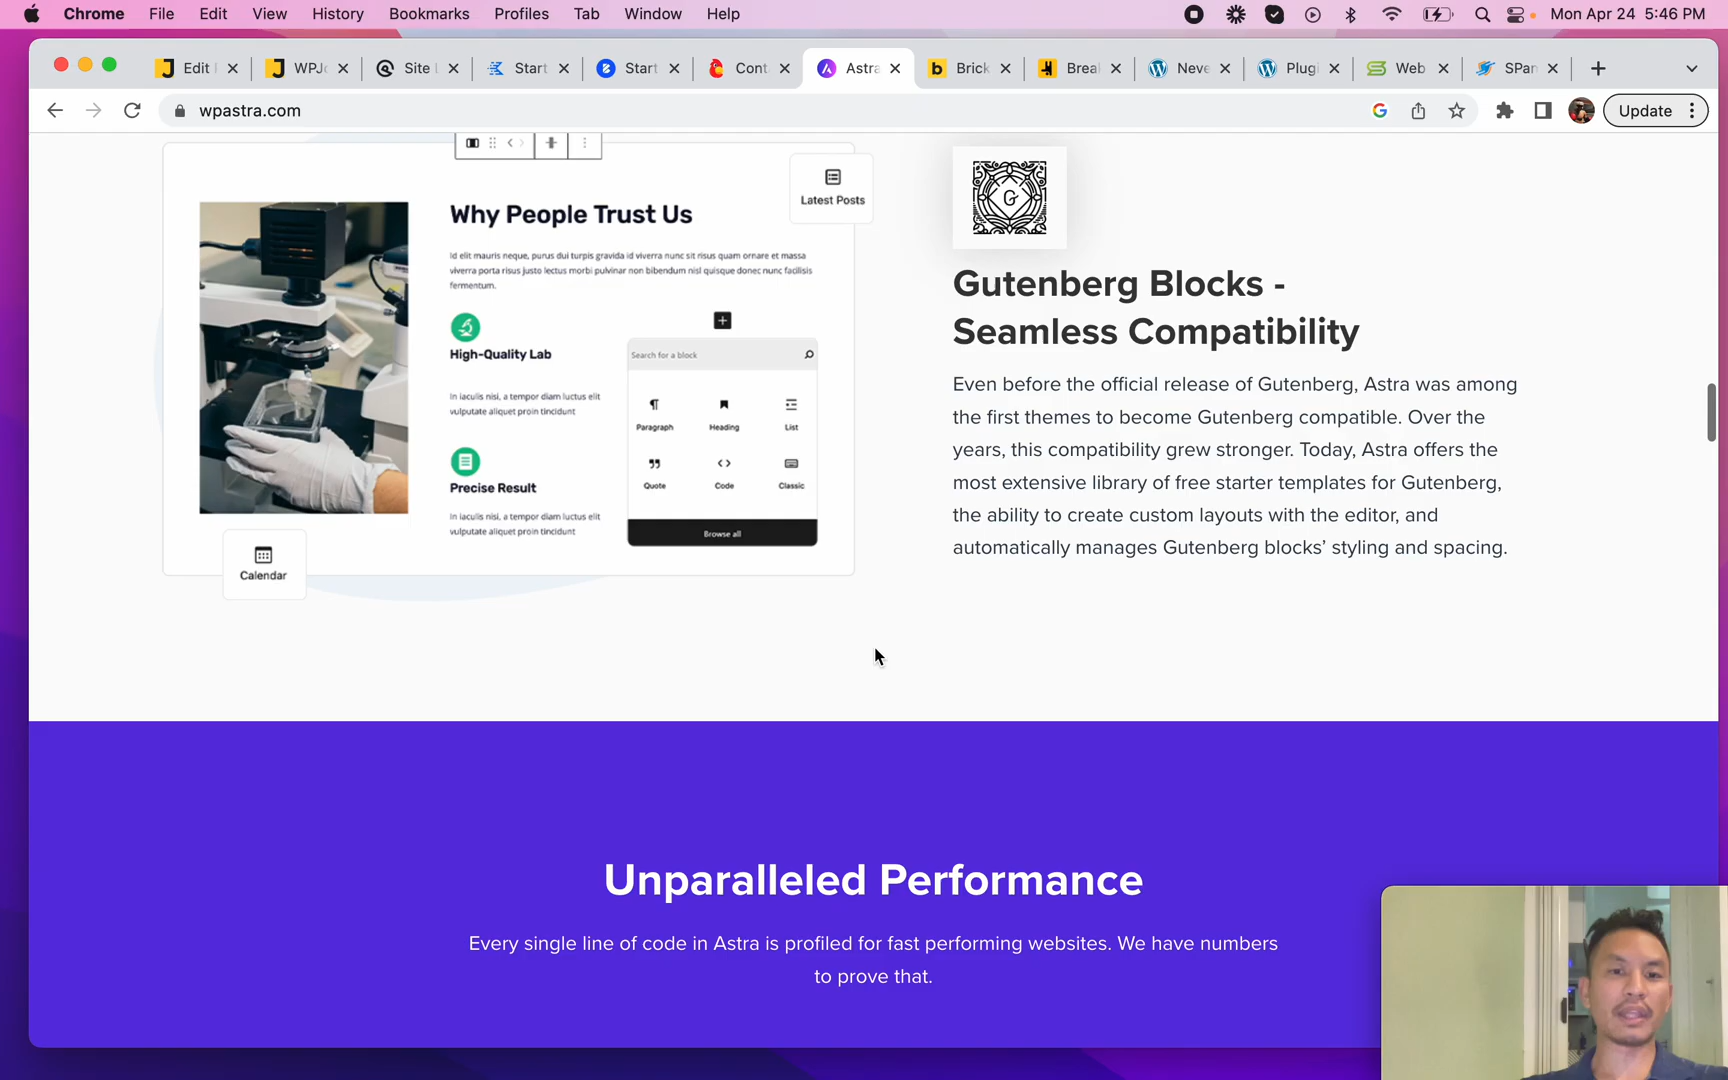 Chrome File Edit View History Bookmarks Profiles Tab Window Help Mon Apr 24 5:46 PM
Edit WPJ Site Start Start Cont Astra Brick Brea Neve Plugi Web SPan
wpastra.com Update
Latest Posts
Why People Trust Us
Id elit mauris neque, purus dui turpis gravida id viverra nunc sit risus quam ornare et massa
viverra porta risus justo lectus morbi pulvinar non bibendum nisl quisque donec nunc facilisis
fermentum.
High-Quality Lab
In iaculis nisi, a tempor diam luctus elit
vulputate aliquet proin tincidunt
Precise Result
In iaculis nisi, a tempor diam luctus elit
vulputate aliquet proin tincidunt
Search for a block
Paragraph Heading List
Quote Code Classic
Browse all
Calendar
Gutenberg Blocks -
Seamless Compatibility
Even before the official release of Gutenberg, Astra was among
the first themes to become Gutenberg compatible. Over the
years, this compatibility grew stronger. Today, Astra offers the
most extensive library of free starter templates for Gutenberg,
the ability to create custom layouts with the editor, and
automatically manages Gutenberg blocks’ styling and spacing.
Unparalleled Performance
Every single line of code in Astra is profiled for fast performing websites. We have numbers
to prove that.